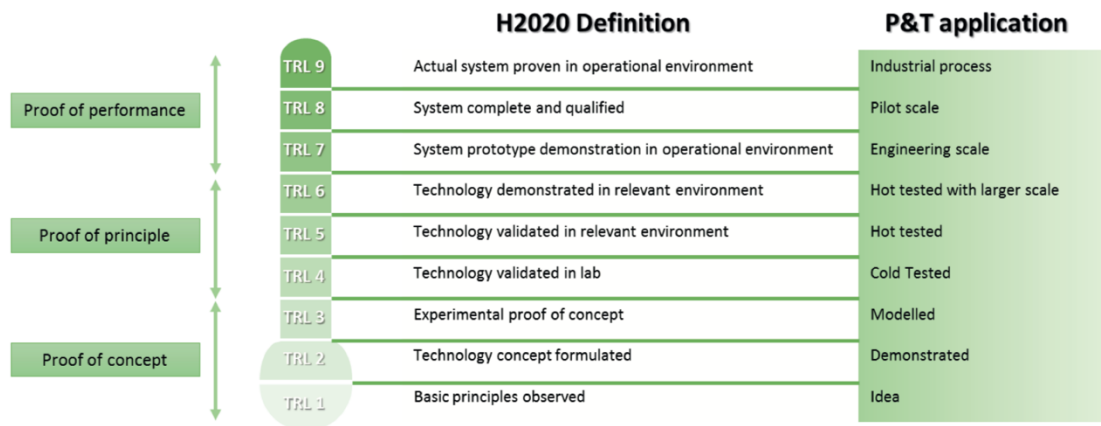 H2020 Definition
P&T application
TRL 9 Actual system proven in operational environment Industrial process
Proof of performance
TRL 8 System complete and qualified Pilot scale
TRL 7 System prototype demonstration in operational environment Engineering scale
TRL 6 Technology demonstrated in relevant environment Hot tested with larger scale
Proof of principle
TRL 5 Technology validated in relevant environment Hot tested
TRL 4 Technology validated in lab Cold Tested
TRL 3 Experimental proof of concept Modelled
Proof of concept
TRL 2 Technology concept formulated Demonstrated
TRL 1 Basic principles observed Idea